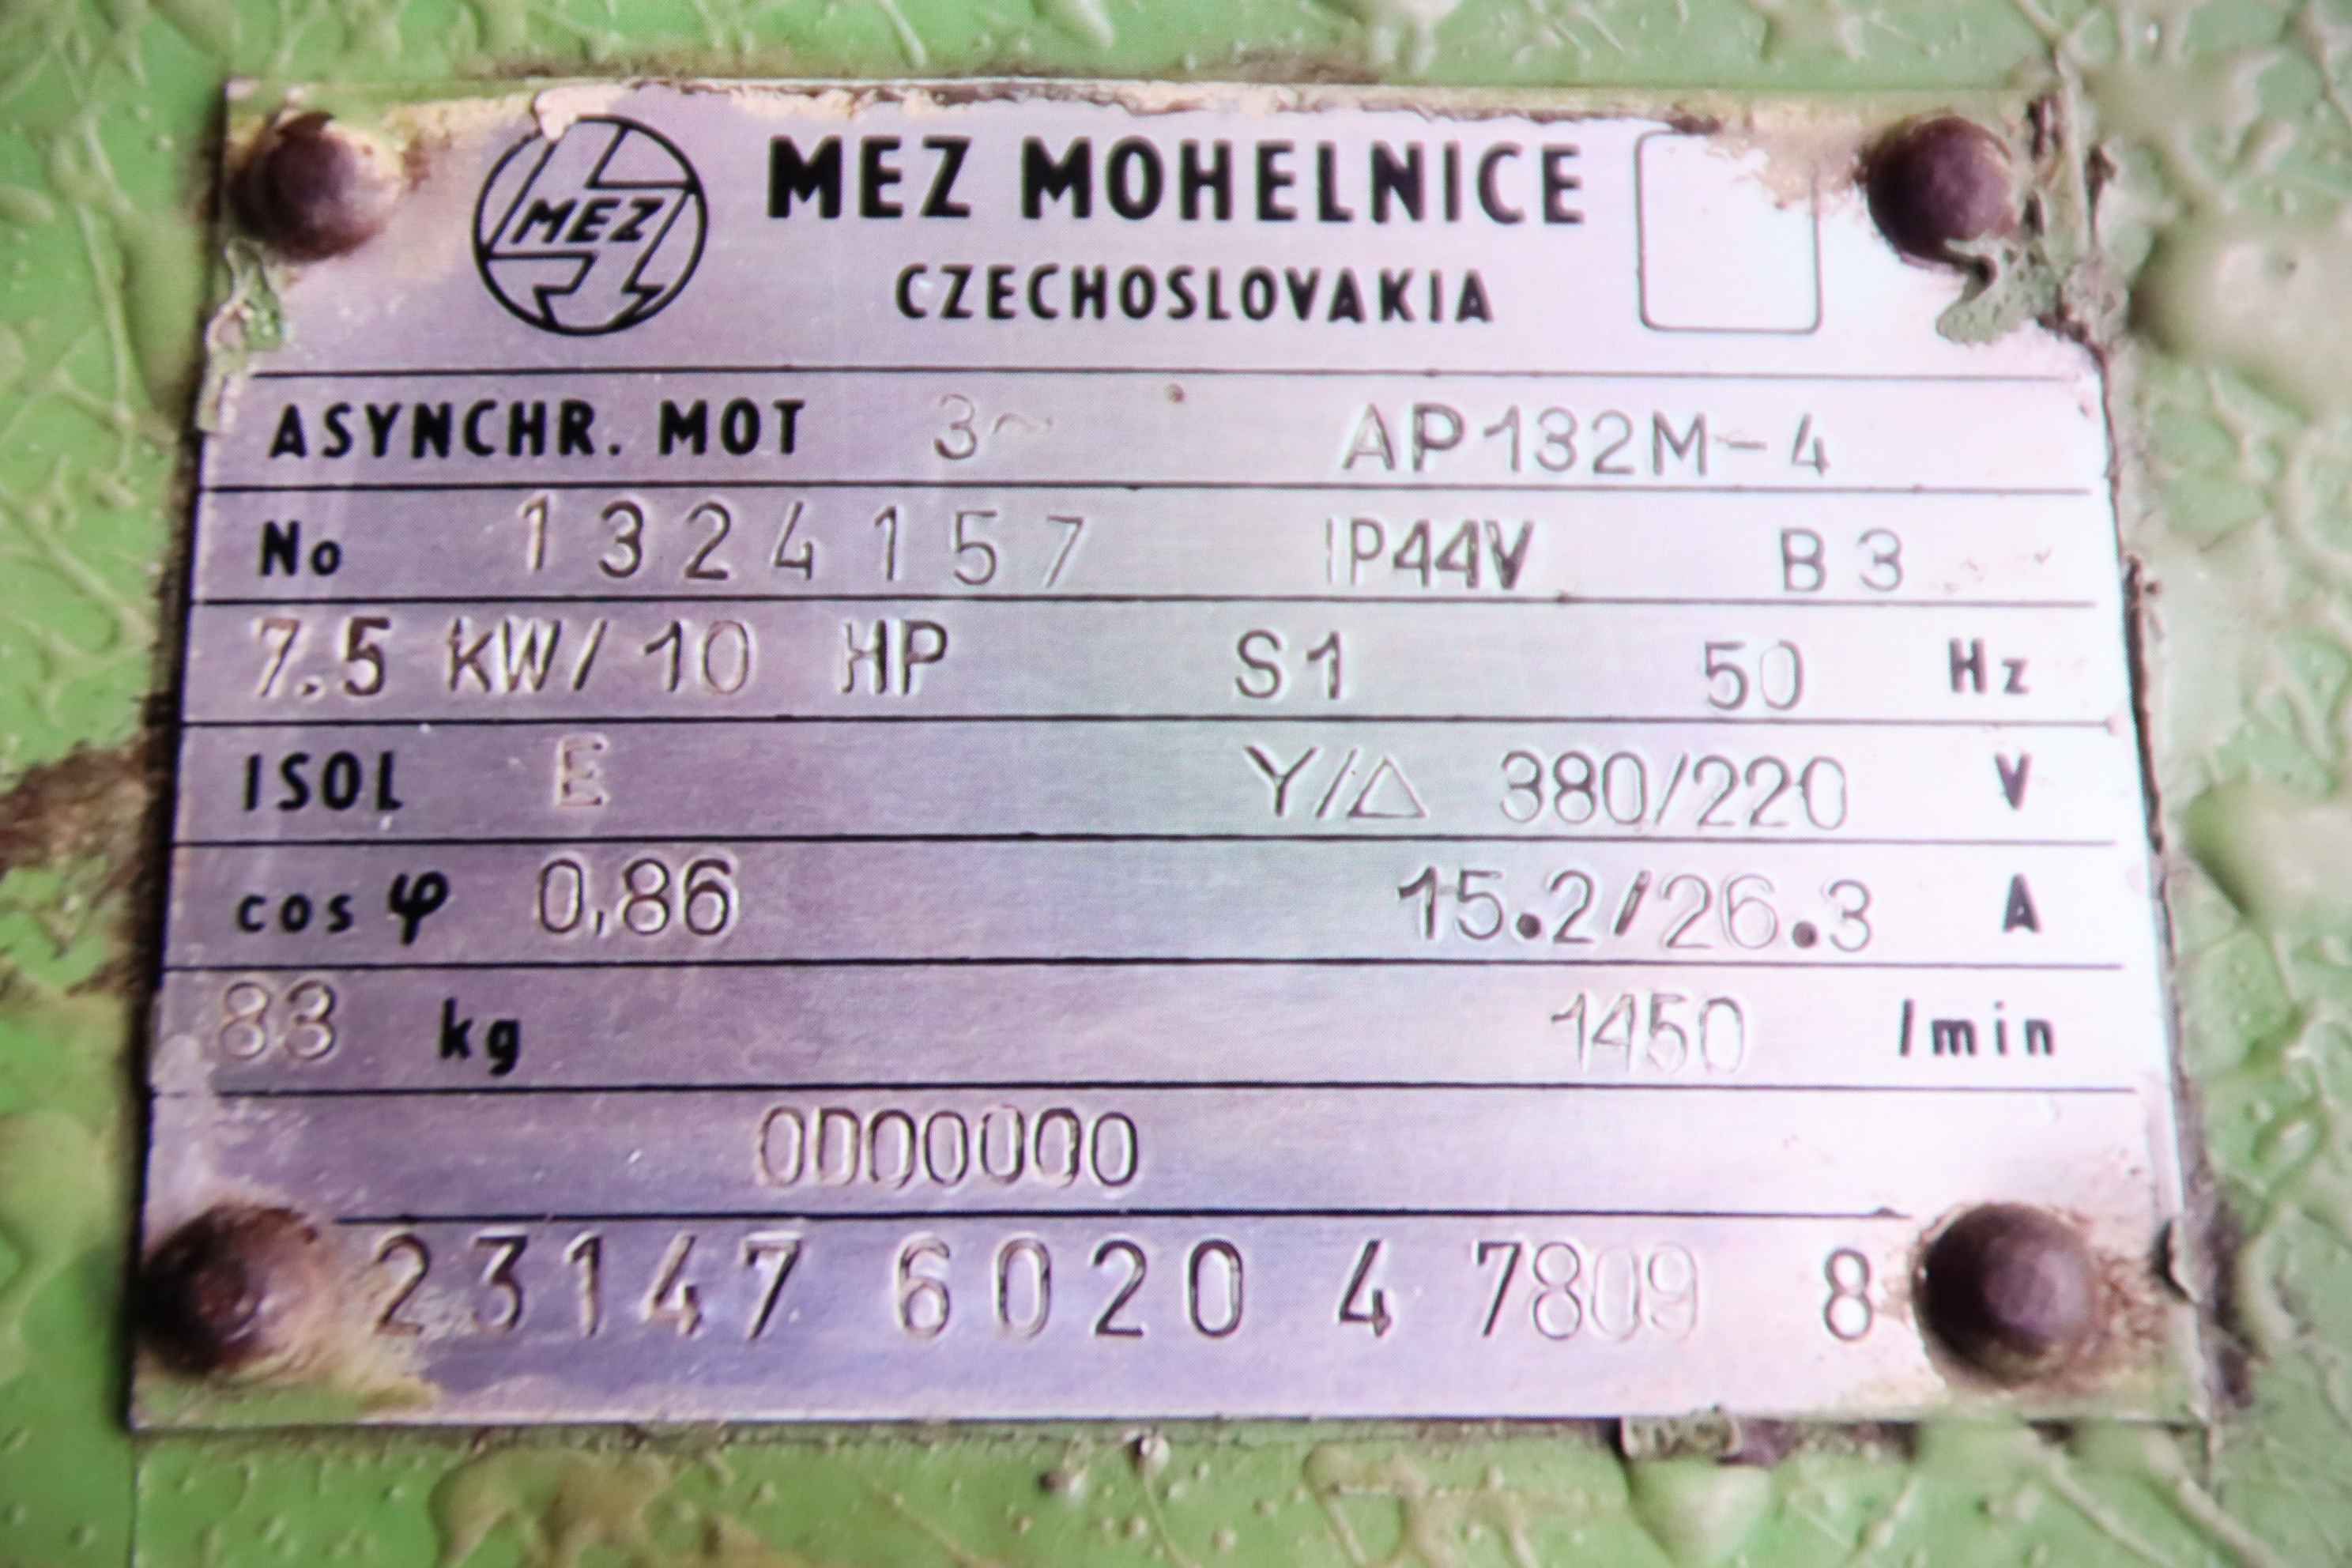 MEZ
MEZ MOHELNICE
CZECHOSLOVAKIA
ASYNCHR. MOT 3~ AP132M-4
No 1324157 IP44V B3
7.5 KW/10 HP S1 50 Hz
ISOL E Y/△ 380/220 V
cos φ 0,86 15.2/26.3 A
83 kg 1450 /min
0000000
23147 6020 4 7809 8